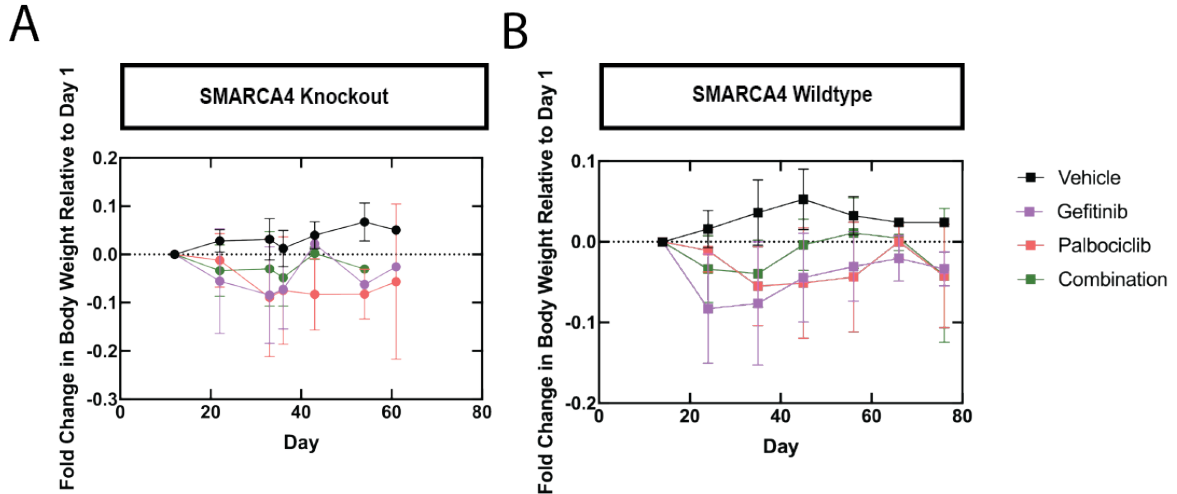 A
B
SMARCA4 Knockout
SMARCA4 Wildtype
Fold Change in Body Weight Relative to Day 1
0.2
0.1
0.0
-0.1
-0.2
-0.3
0
20
40
60
80
Day
Fold Change in Body Weight Relative to Day 1
0.1
0.0
-0.1
-0.2
0
20
40
60
80
Day
Vehicle
Gefitinib
Palbociclib
Combination